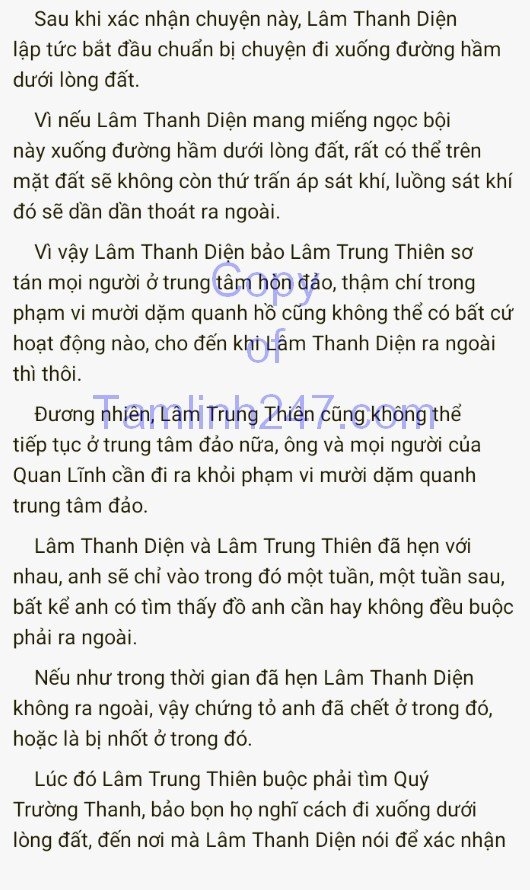 Sau khi xác nhận chuyện này, Lâm Thanh Diện
lập tức bắt đầu chuẩn bị chuyện đi xuống đường hầm
dưới lòng đất.
Vì nếu Lâm Thanh Diện mang miếng ngọc bội
này xuống đường hầm dưới lòng đất, rất có thể trên
mặt đất sẽ không còn thứ trấn áp sát khí, luồng sát khí
đó sẽ dần dần thoát ra ngoài.
Vì vậy Lâm Thanh Diện bảo Lâm Trung Thiên sơ
tán mọi người ở trung tâm hòn đảo, thậm chí trong
phạm vi mười dặm quanh hồ cũng không thể có bất cứ
hoạt động nào, cho đến khi Lâm Thanh Diện ra ngoài
thì thôi.
Đương nhiên, Lâm Trung Thiên cũng không thể
tiếp tục ở trung tâm đảo nữa, ông và mọi người của
Quan Lĩnh cần đi ra khỏi phạm vi mười dặm quanh
trung tâm đảo.
Lâm Thanh Diện và Lâm Trung Thiên đã hẹn với
nhau, anh sẽ chỉ vào trong đó một tuần, một tuần sau,
bất kể anh có tìm thấy đồ anh cần hay không đều buộc
phải ra ngoài.
Nếu như trong thời gian đã hẹn Lâm Thanh Diện
không ra ngoài, vậy chứng tỏ anh đã chết ở trong đó,
hoặc là bị nhốt ở trong đó.
Lúc đó Lâm Trung Thiên buộc phải tìm Quý
Trường Thanh, bảo bọn họ nghĩ cách đi xuống dưới
lòng đất, đến nơi mà Lâm Thanh Diện nói để xác nhận
Copy
of
Tamlinh247.com